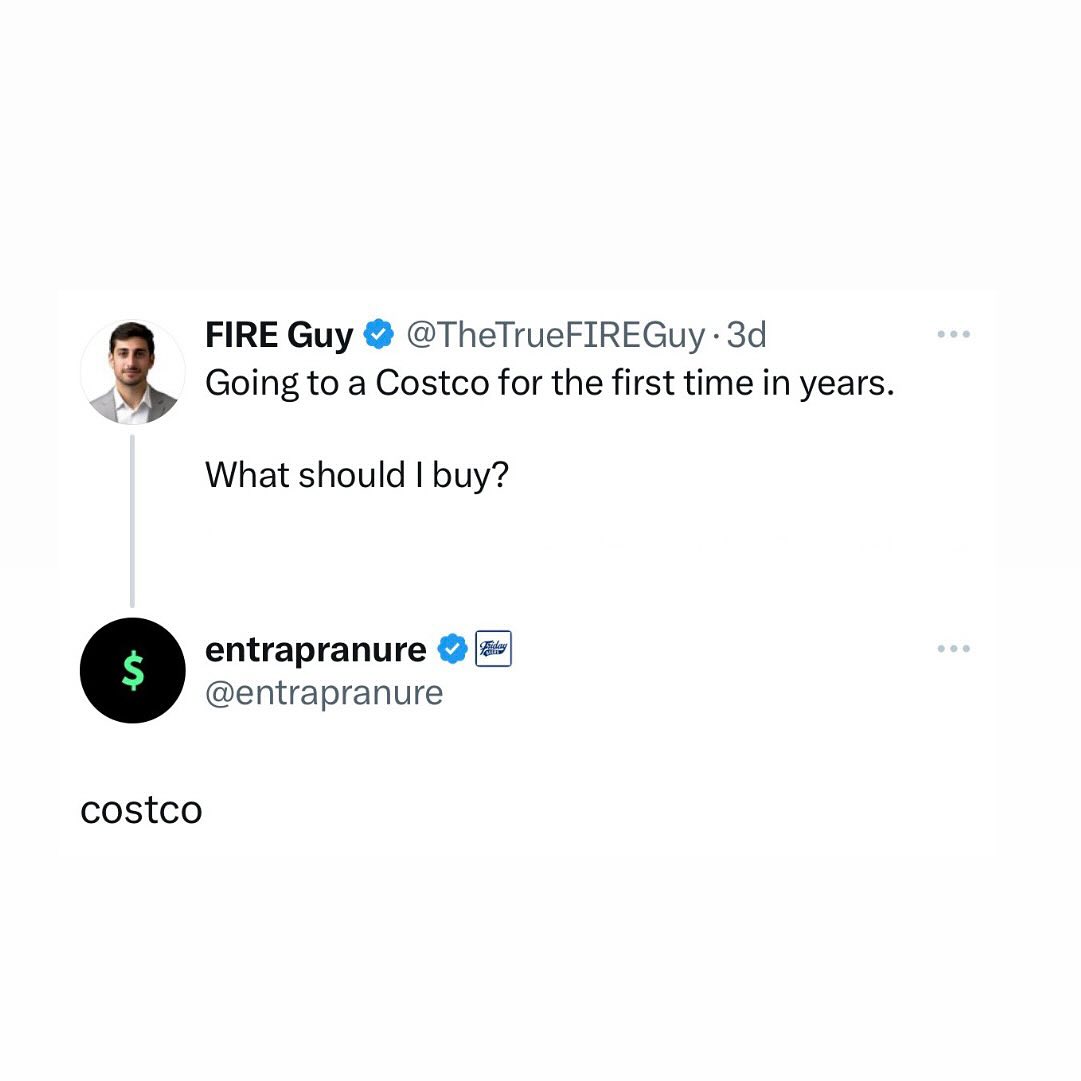 FIRE Guy @TheTrueFIREGuy · 3d
Going to a Costco for the first time in years.
What should I buy?
$
entrapranure
Friday
@entrapranure
costco